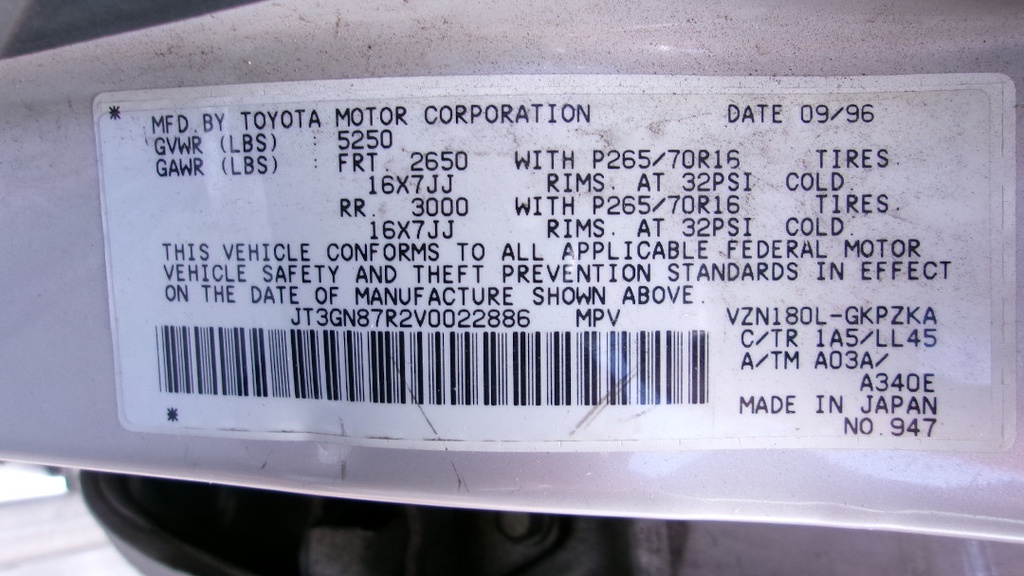 * MFD. BY TOYOTA MOTOR CORPORATION DATE 09/96
GVWR (LBS) : 5250
GAWR (LBS) : FRT. 2650 WITH P265/70R16 TIRES.
16X7JJ RIMS. AT 32PSI COLD.
RR. 3000 WITH P265/70R16 TIRES.
16X7JJ RIMS. AT 32PSI COLD.
THIS VEHICLE CONFORMS TO ALL APPLICABLE FEDERAL MOTOR
VEHICLE SAFETY AND THEFT PREVENTION STANDARDS IN EFFECT
ON THE DATE OF MANUFACTURE SHOWN ABOVE.
JT3GN87R2V0022886 MPV VZN180L-GKPZKA
C/TR 1A5/LL45
A/TM A03A/
A340E
* MADE IN JAPAN
NO. 947